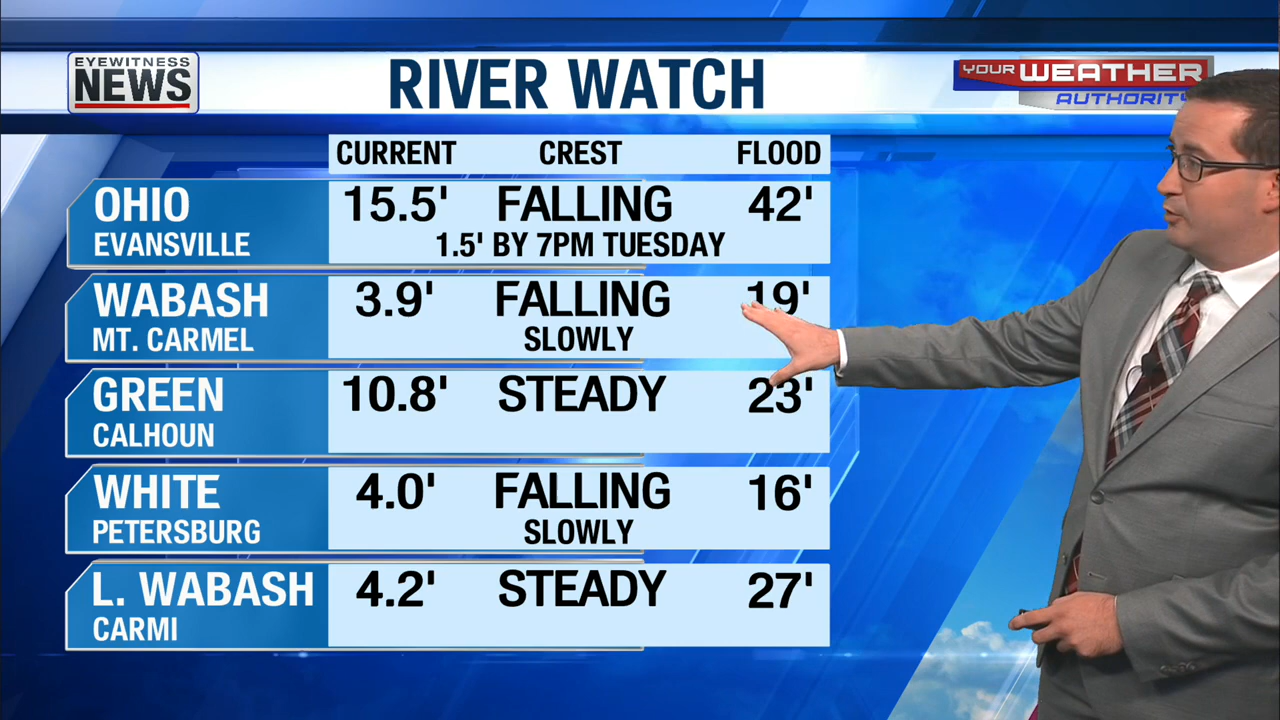 EYEWITNESS
NEWS
RIVER WATCH
YOUR WEATHER
AUTHORITY
CURRENT CREST FLOOD
OHIO 15.5' FALLING 42'
EVANSVILLE 1.5' BY 7PM TUESDAY
WABASH 3.9' FALLING 19'
MT. CARMEL SLOWLY
GREEN 10.8' STEADY 23'
CALHOUN
WHITE 4.0' FALLING 16'
PETERSBURG SLOWLY
L. WABASH 4.2' STEADY 27'
CARMI